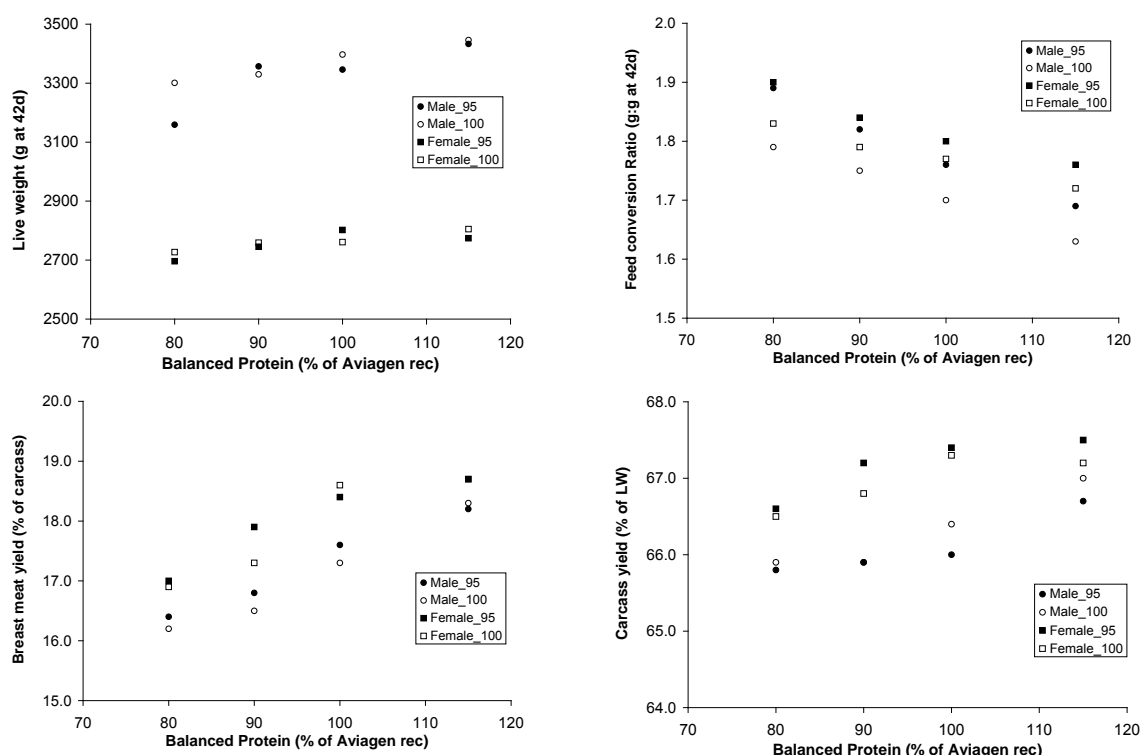 3500
3300
3100
2900
2700
2500
70
80
90
100
110
120
Live weight (g at 42d)
Balanced Protein (% of Aviagen rec)
Male_95
Male_100
Female_95
Female_100
2.0
1.9
1.8
1.7
1.6
1.5
70
80
90
100
110
120
Feed conversion Ratio (g:g at 42d)
Balanced Protein (% of Aviagen rec)
Male_95
Male_100
Female_95
Female_100
20.0
19.0
18.0
17.0
16.0
15.0
70
80
90
100
110
120
Breast meat yield (% of carcass)
Balanced Protein (% of Aviagen rec)
Male_95
Male_100
Female_95
Female_100
68.0
67.0
66.0
65.0
64.0
70
80
90
100
110
120
Carcass yield (% of LW)
Balanced Protein (% of Aviagen rec)
Male_95
Male_100
Female_95
Female_100